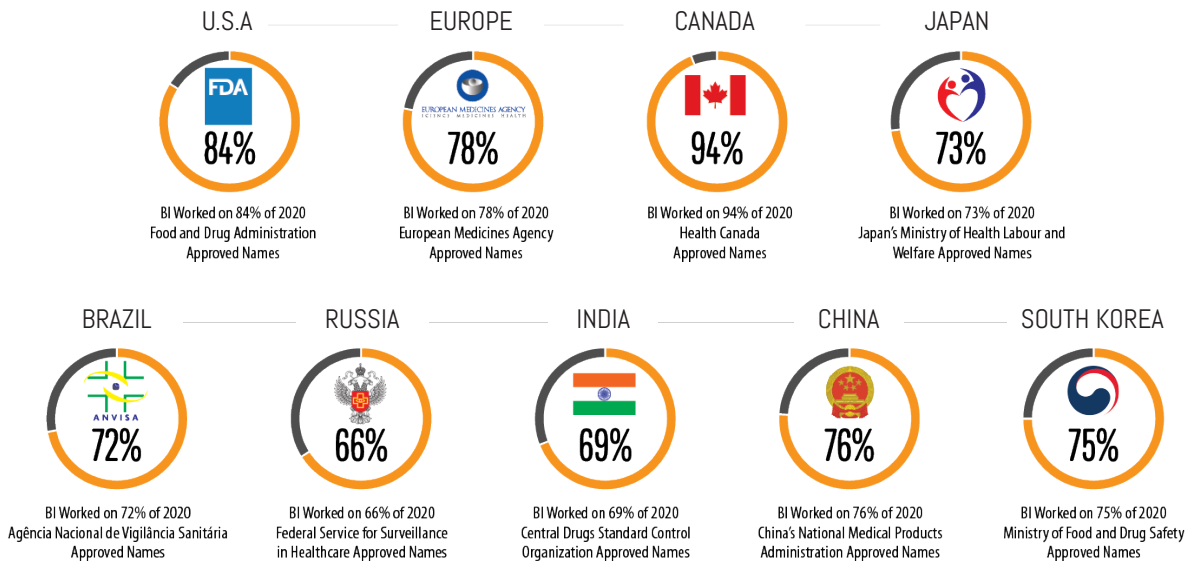 U.S.A
EUROPE
CANADA
JAPAN
FDA
EUROPEAN MEDICINES AGENCY
SCIENCE MEDICINES HEALTH
84%
78%
94%
73%
BI Worked on 84% of 2020
Food and Drug Administration
Approved Names
BI Worked on 78% of 2020
European Medicines Agency
Approved Names
BI Worked on 94% of 2020
Health Canada
Approved Names
BI Worked on 73% of 2020
Japan's Ministry of Health Labour and
Welfare Approved Names
BRAZIL
RUSSIA
INDIA
CHINA
SOUTH KOREA
ANVISA
72%
66%
69%
76%
75%
BI Worked on 72% of 2020
Agência Nacional de Vigilância Sanitária
Approved Names
BI Worked on 66% of 2020
Federal Service for Surveillance
in Healthcare Approved Names
BI Worked on 69% of 2020
Central Drugs Standard Control
Organization Approved Names
BI Worked on 76% of 2020
China's National Medical Products
Administration Approved Names
BI Worked on 75% of 2020
Ministry of Food and Drug Safety
Approved Names